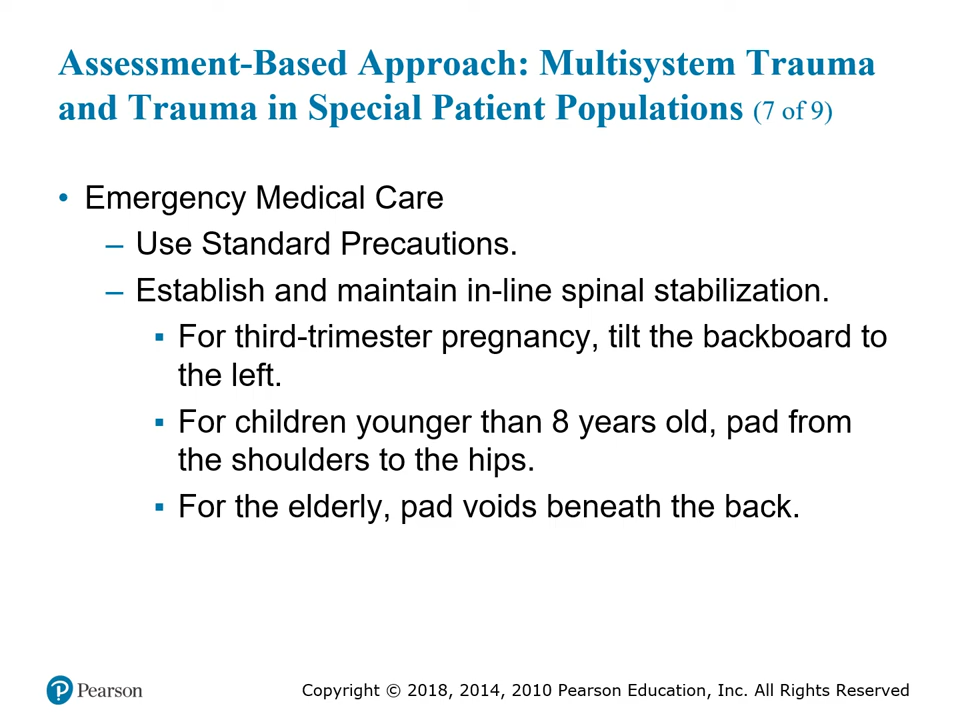 Assessment-Based Approach: Multisystem Trauma
and Trauma in Special Patient Populations (7 of 9)
• Emergency Medical Care
– Use Standard Precautions.
– Establish and maintain in-line spinal stabilization.
▪ For third-trimester pregnancy, tilt the backboard to
the left.
▪ For children younger than 8 years old, pad from
the shoulders to the hips.
▪ For the elderly, pad voids beneath the back.
Pearson
Copyright © 2018, 2014, 2010 Pearson Education, Inc. All Rights Reserved